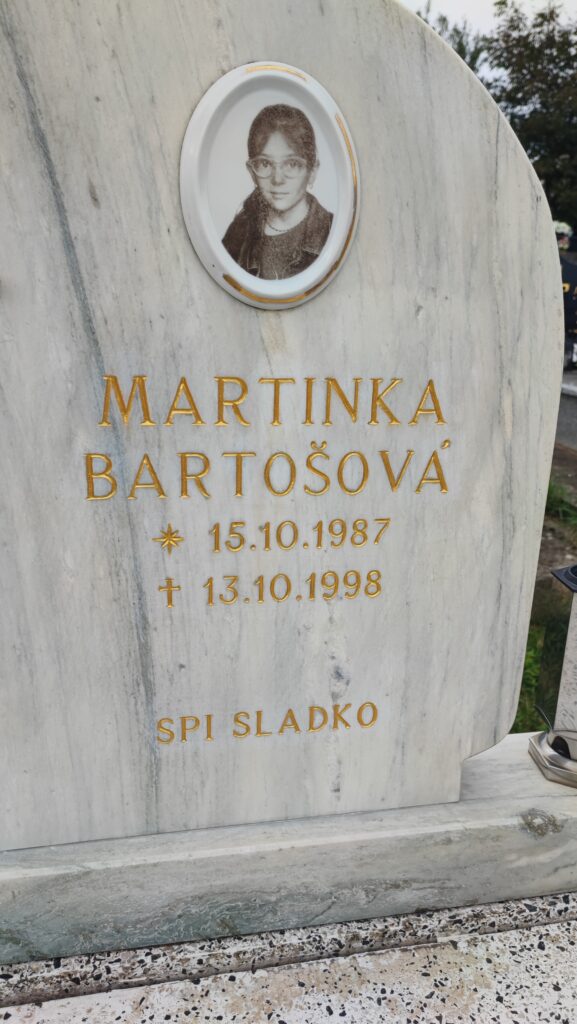 MARTINKA
BARTOŠOVÁ
* 15.10.1987
† 13.10.1998
SPI SLADKO